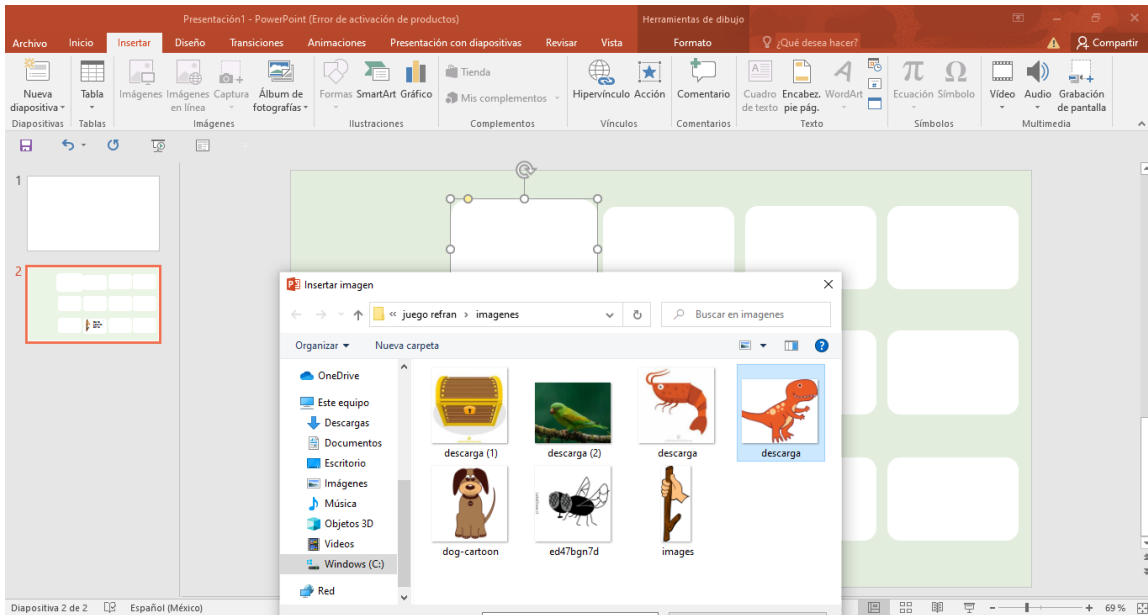 Presentación1 - PowerPoint (Error de activación de productos)
Herramientas de dibujo
Archivo Inicio Insertar Diseño Transiciones Animaciones Presentación con diapositivas Revisar Vista Formato ¿Qué desea hacer? Compartir
Nueva diapositiva
Tabla
Imágenes
Imágenes en línea
Captura
Álbum de fotografías
Formas
SmartArt
Gráfico
Tienda
Mis complementos
Hipervínculo
Acción
Comentario
Cuadro de texto
Encabez. pie pág.
WordArt
Ecuación
Símbolo
Vídeo
Audio
Grabación de pantalla
Diapositivas Tablas Imágenes Ilustraciones Complementos Vínculos Comentarios Texto Símbolos Multimedia
1
2
Insertar imagen
« juego refran › imagenes
Buscar en imagenes
Organizar Nueva carpeta
OneDrive
Este equipo
Descargas
Documentos
Escritorio
Imágenes
Música
Objetos 3D
Videos
Windows (C:)
Red
descarga (1) descarga (2) descarga descarga
dog-cartoon ed47bgn7d images
Diapositiva 2 de 2 Español (México) 69 %